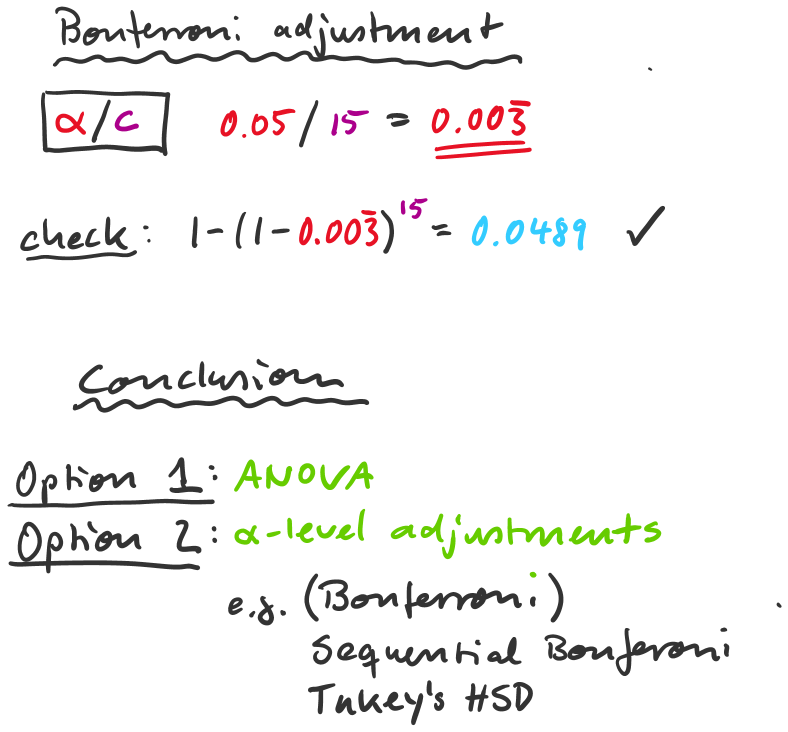 Bonferroni adjustment
α/c 0.05/15 = 0.003̅
check: 1-(1-0.003̅)¹⁵ = 0.0489 ✓
Conclusion
Option 1: ANOVA
Option 2: α-level adjustments
e.g. (Bonferroni)
Sequential Bonferoni
Tukey's HSD